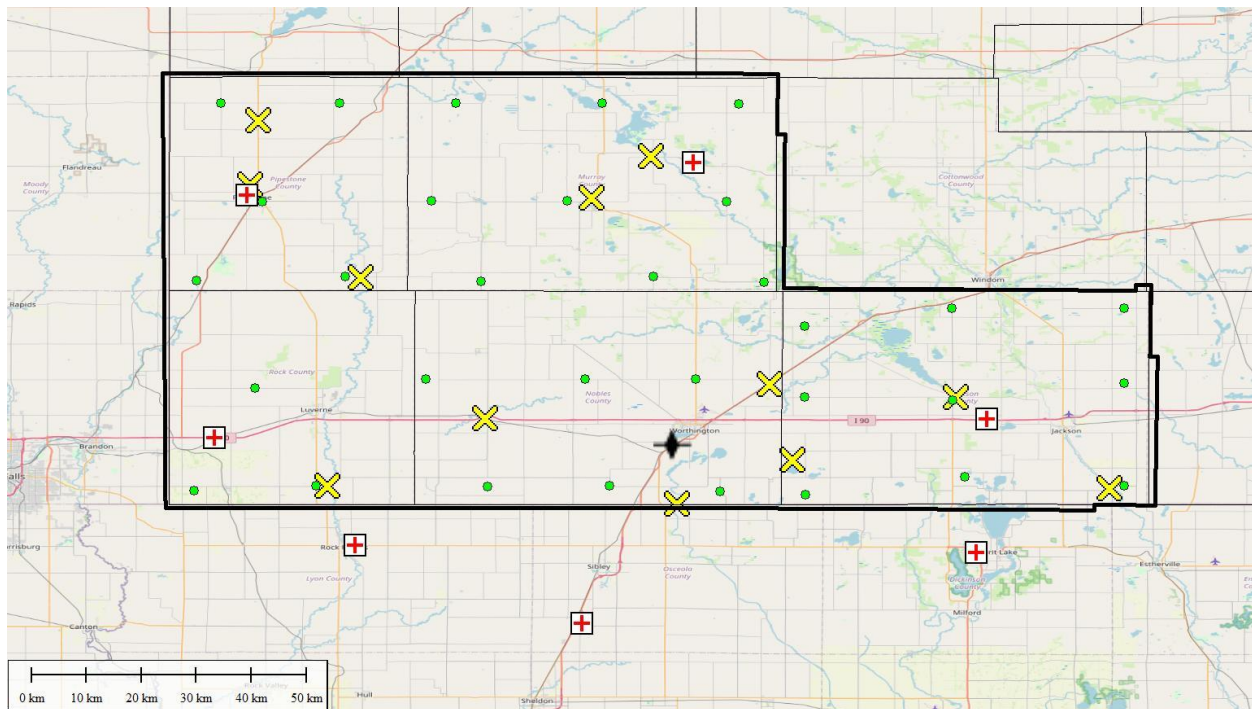 Flandreau
Moody
County
Pipestone
County
Murray
Cottonwood
County
Rapids
Windom
Rock County
Luverne
Nobles
County
Worthington
I 90
Jackson
Brandon
Sibley
Osceola
County
Lyon County
Dickinson
County
Milford
Estherville
Canton
Hull
Sheldon
0 km 10 km 20 km 30 km 40 km 50 km